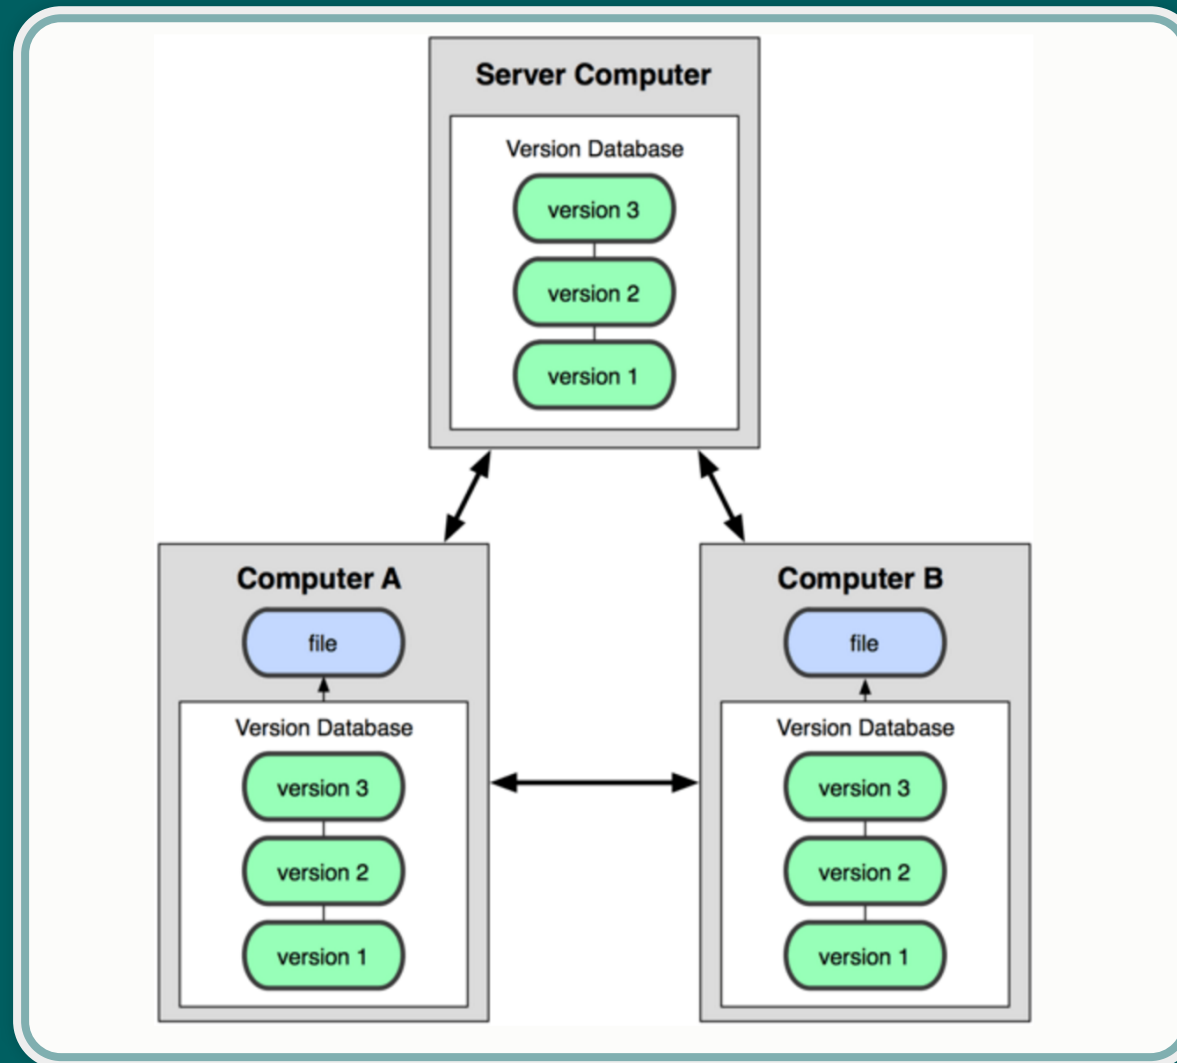 Server Computer
Version Database
version 3
version 2
version 1
Computer A
file
Version Database
version 3
version 2
version 1
Computer B
file
Version Database
version 3
version 2
version 1